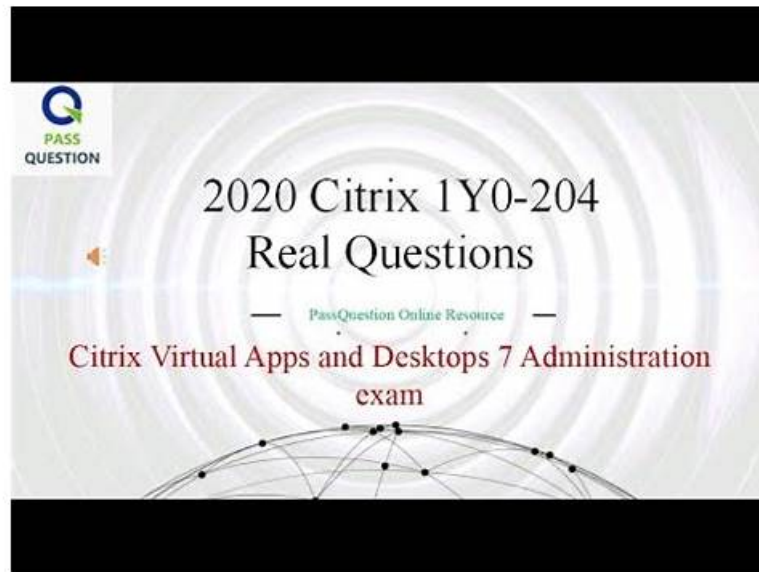 PASS
QUESTION
2020 Citrix 1Y0-204
Real Questions
PassQuestion Online Resource
Citrix Virtual Apps and Desktops 7 Administration
exam